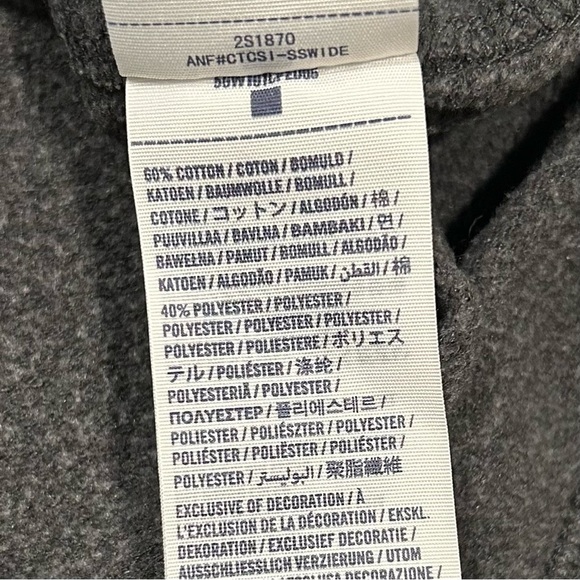 2S1870
ANF#CTCSI-SSWIDE
60% COTTON / COTON / BOMULD /
KATOEN / BAUMWOLLE / BOMULL /
COTONE / コットン / ALGODÓN / 棉 /
PUUVILLAA / BAVLNA / ΒΑΜΒΑΚΙ / 면 /
BAWEŁNA / PAMUT / BOMULL / ALGODÃO /
KATOEN / ALGODÃO / PAMUK / القطن / 棉
40% POLYESTER / POLYESTER /
POLYESTER / POLYESTER / POLYESTER /
POLYESTER / POLIESTERE / ポリエス
テル / POLIÉSTER / 涤纶 /
POLYESTERIÄ / POLYESTER /
ΠΟΛΥΕΣΤΕΡ / 폴리에스테르 /
POLIESTER / POLIÉSZTER / POLYESTER /
POLIÉSTER / POLIËSTER / POLIÉSTER /
POLYESTER / البوليستر / 聚脂纖維
EXCLUSIVE OF DECORATION / À
L'EXCLUSION DE LA DÉCORATION / EKSKL.
DEKORATION / EXCLUSIEF DECORATIE /
AUSSCHLIESSLICH VERZIERUNG / UTOM
DECORAZIONE /